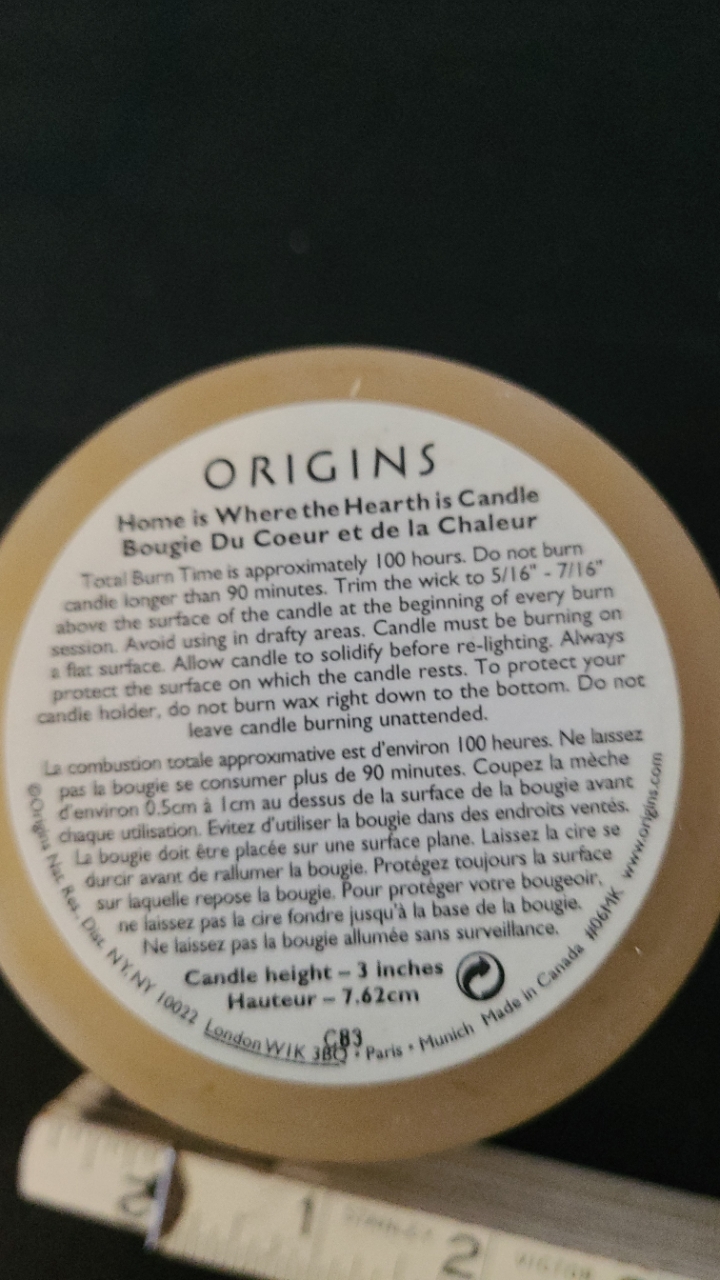 ORIGINS
Home is Where the Hearth is Candle
Bougie Du Coeur et de la Chaleur
Total Burn Time is approximately 100 hours. Do not burn
candle longer than 90 minutes. Trim the wick to 5/16" - 7/16"
above the surface of the candle at the beginning of every burn
session. Avoid using in drafty areas. Candle must be burning on
a flat surface. Allow candle to solidify before re-lighting. Always
protect the surface on which the candle rests. To protect your
candle holder, do not burn wax right down to the bottom. Do not
leave candle burning unattended.
La combustion totale approximative est d'environ 100 heures. Ne laissez
pas la bougie se consumer plus de 90 minutes. Coupez la mèche
d'environ 0.5cm à 1cm au dessus de la surface de la bougie avant
chaque utilisation. Evitez d'utiliser la bougie dans des endroits ventés.
La bougie doit être placée sur une surface plane. Laissez la cire se
durcir avant de rallumer la bougie. Protégez toujours la surface
sur laquelle repose la bougie. Pour protéger votre bougeoir,
ne laissez pas la cire fondre jusqu'à la base de la bougie.
Ne laissez pas la bougie allumée sans surveillance.
Candle height – 3 inches
Hauteur – 7.62cm
©Origins Nat. Res. Dist. NY, NY 10022 London W1K 3BQ • Paris • Munich Made in Canada #06MK www.origins.com
CB3
1
STANLEY
2